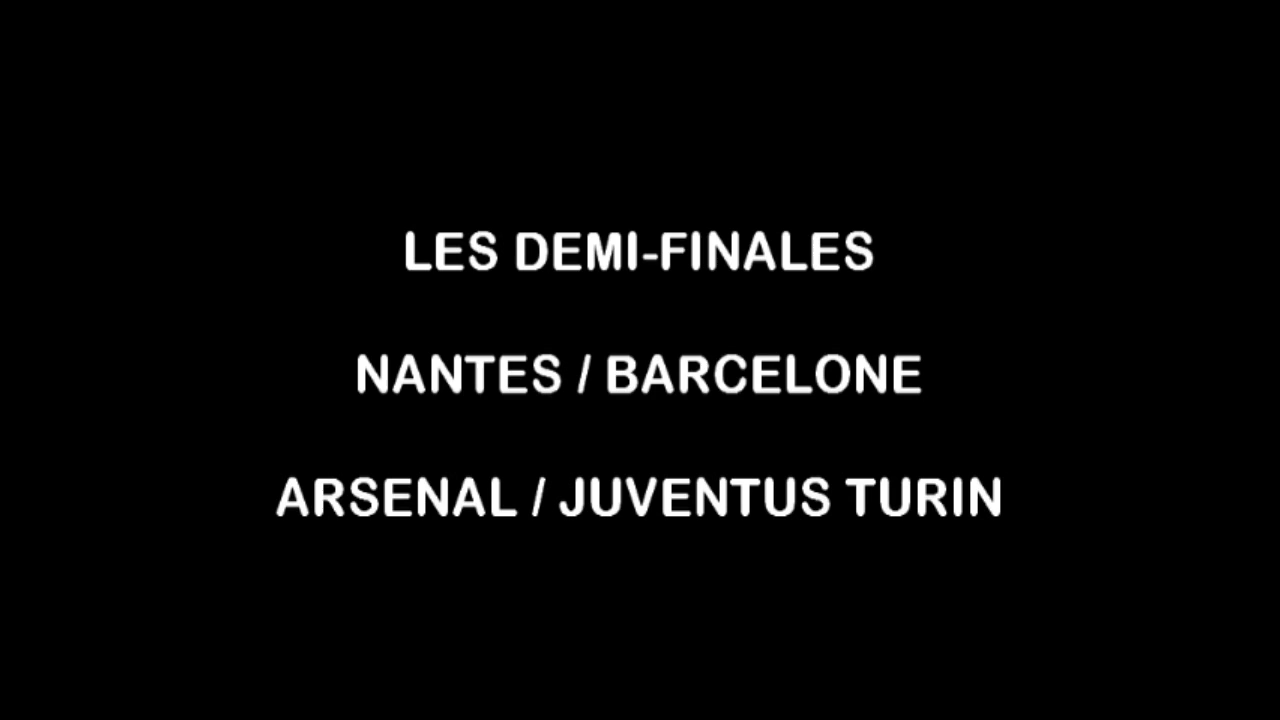 LES DEMI-FINALES
NANTES / BARCELONE
ARSENAL / JUVENTUS TURIN